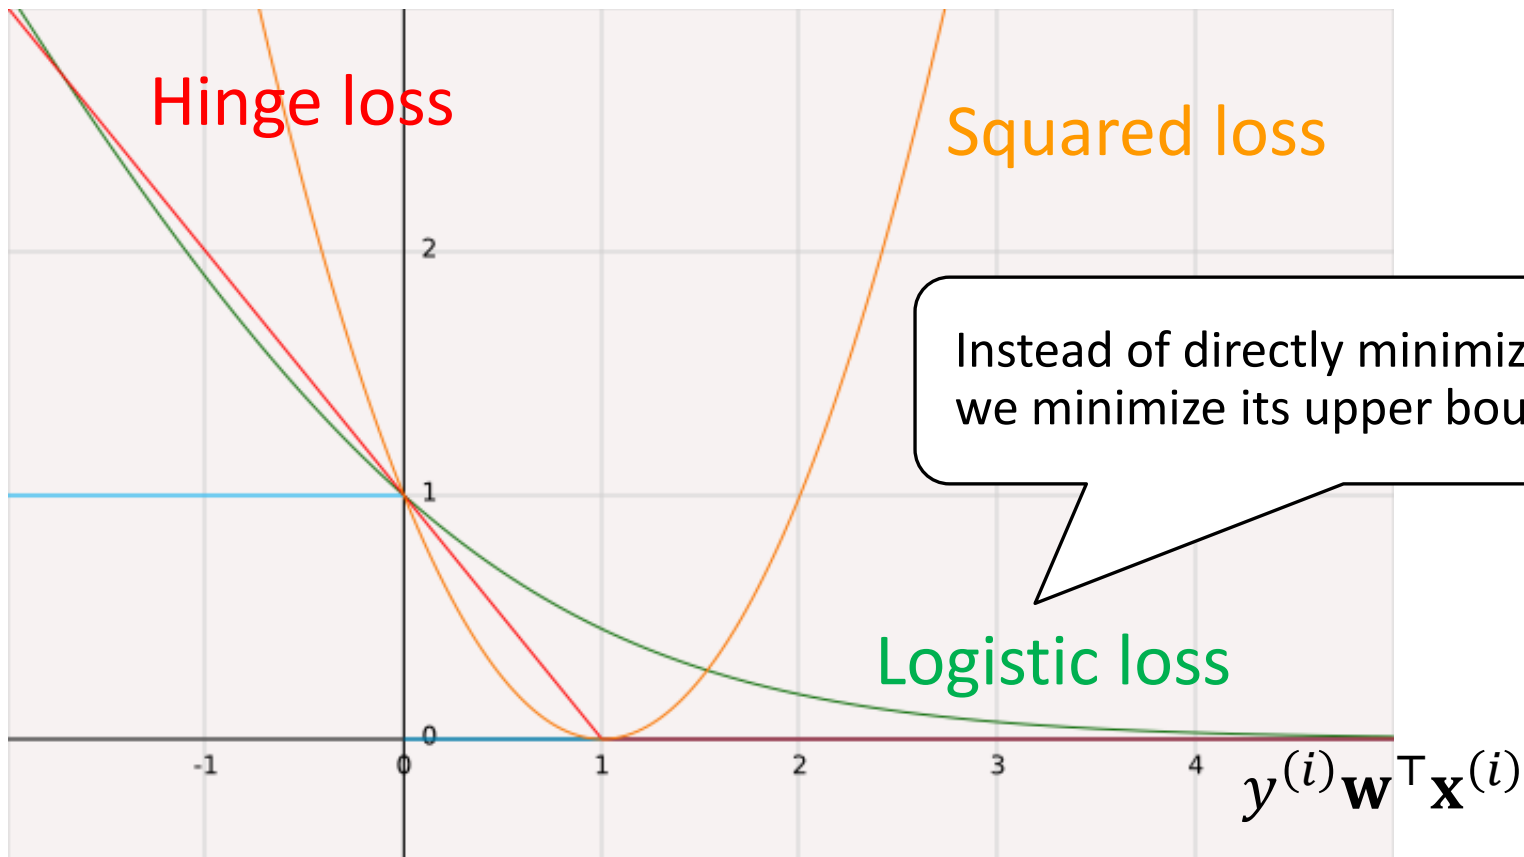 Hinge loss
Squared loss
2
Instead of directly minimiz
we minimize its upper bou
1
Logistic loss
0
-1 0 1 2 3 4
y^{(i)} 𝐰^⊤ 𝐱^{(i)}